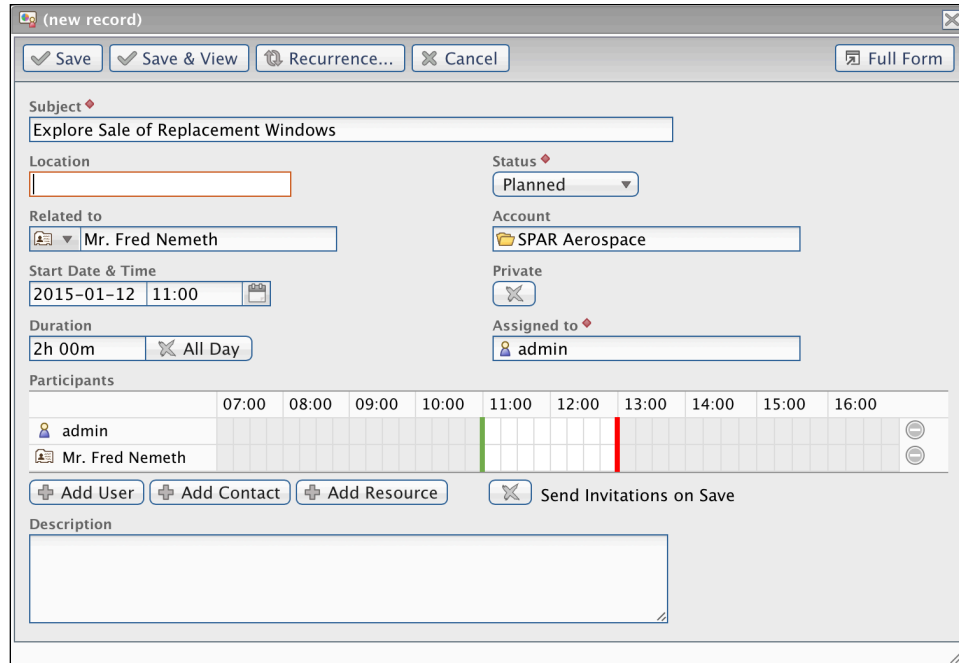 (new record)
Save Save & View Recurrence... Cancel Full Form
Subject
Explore Sale of Replacement Windows
Location Status
Planned
Related to Account
Mr. Fred Nemeth SPAR Aerospace
Start Date & Time Private
2015-01-12 11:00
Duration Assigned to
2h 00m All Day admin
Participants
07:00 08:00 09:00 10:00 11:00 12:00 13:00 14:00 15:00 16:00
admin
Mr. Fred Nemeth
Add User Add Contact Add Resource Send Invitations on Save
Description